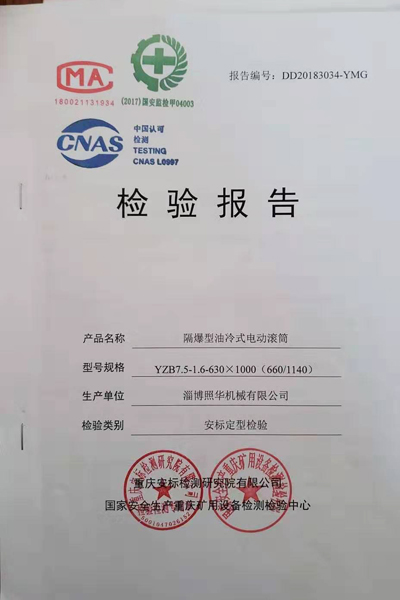 报告编号：DD20183034-YMG
MA
180021131934
(2017)国安监检甲04003
CNAS
中国认可
检测
TESTING
CNAS L0997
检验报告
产品名称 隔爆型油冷式电动滚筒
型号规格 YZB7.5-1.6-630×1000（660/1140）
生产单位 淄博照华机械有限公司
检验类别 安标定型检验
重庆安标检测研究院有限公司
国家安全生产重庆矿用设备检测检验中心